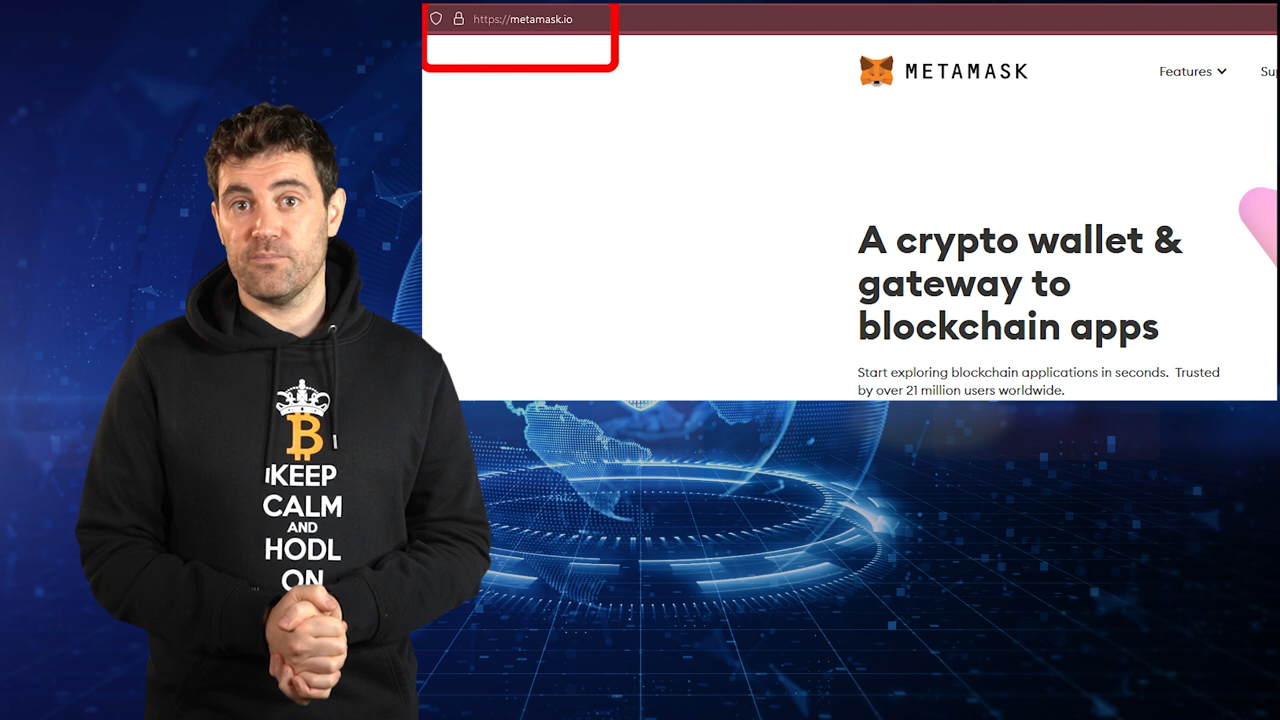 https://metamask.io
METAMASK
Features
A crypto wallet &
gateway to
blockchain apps
Start exploring blockchain applications in seconds. Trusted
by over 21 million users worldwide.
KEEP
CALM
AND
HODL
ON